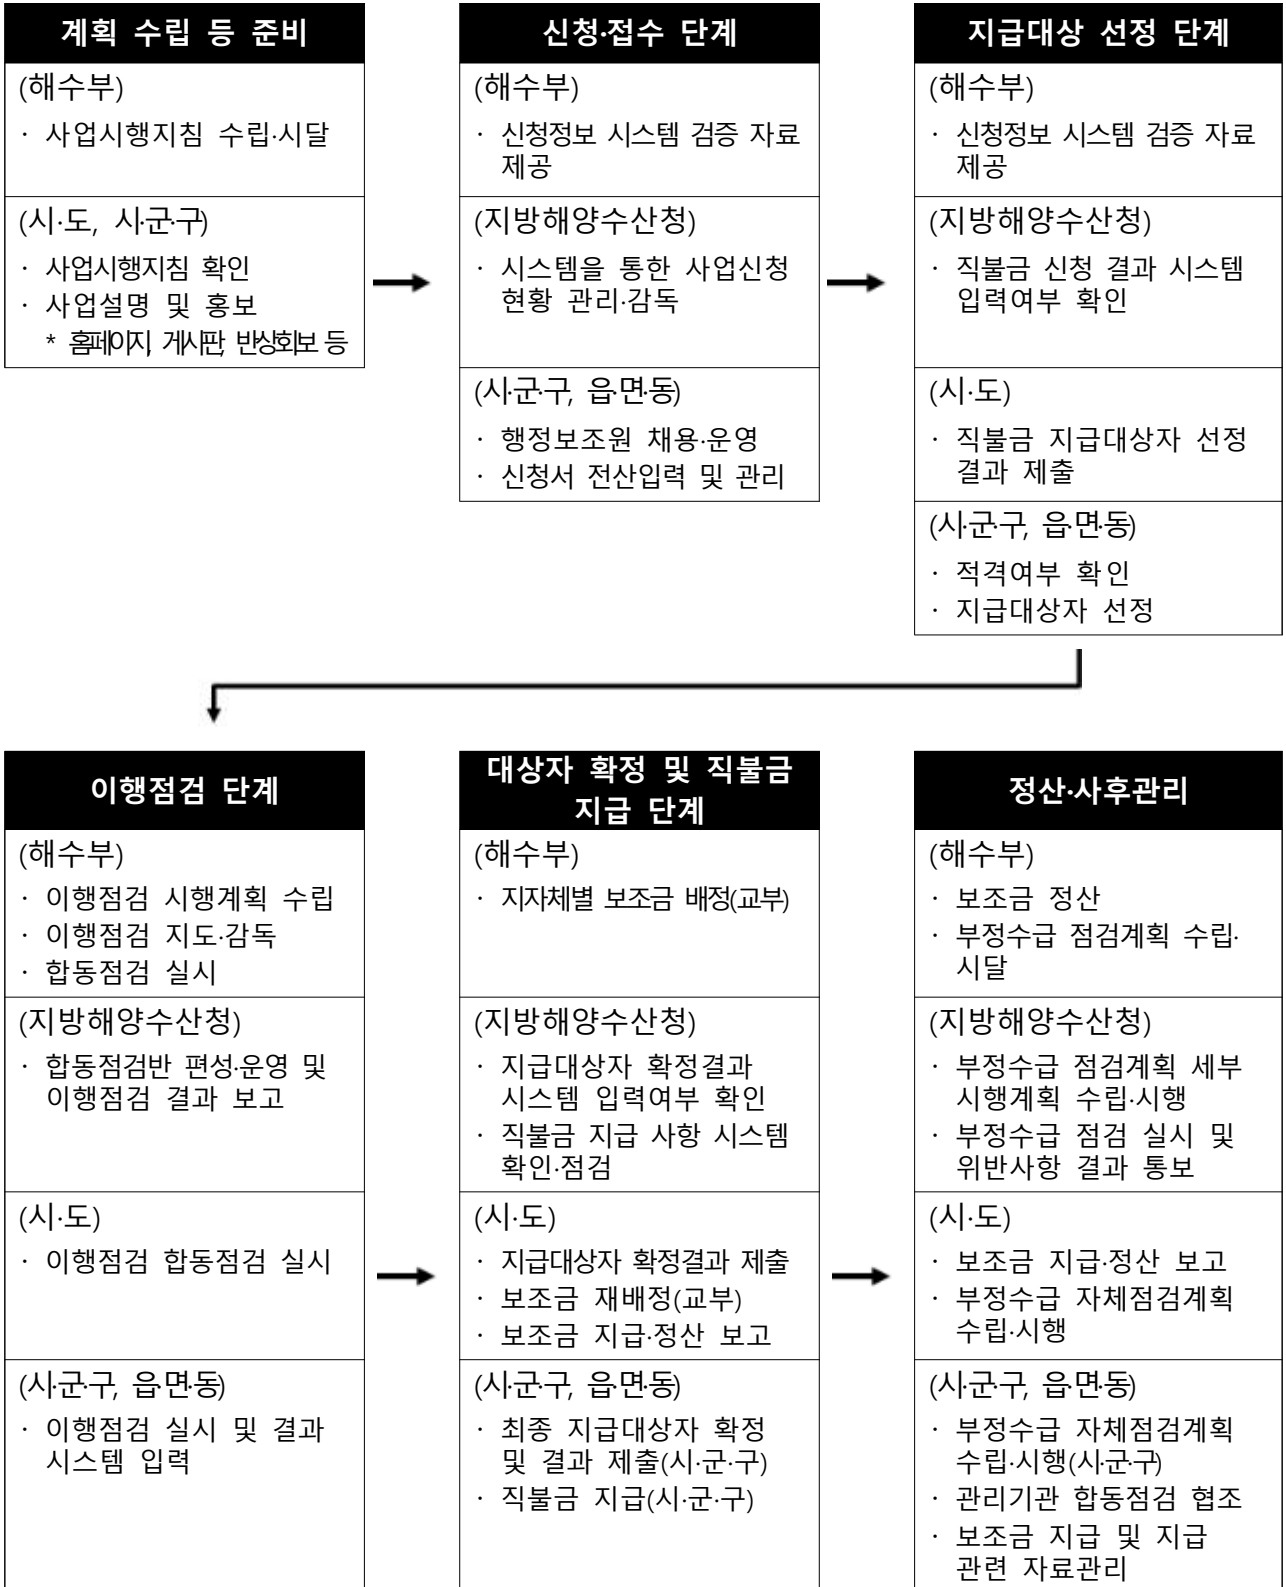 계획 수립 등 준비
(해수부)
· 사업시행지침 수립·시달
(시·도, 시·군·구)
· 사업시행지침 확인
· 사업설명 및 홍보
* 홈페이지, 게시판, 반상회보 등
신청·접수 단계
(해수부)
· 신청정보 시스템 검증 자료
제공
(지방해양수산청)
· 시스템을 통한 사업신청
현황 관리·감독
(시·군·구, 읍·면·동)
· 행정보조원 채용·운영
· 신청서 전산입력 및 관리
지급대상 선정 단계
(해수부)
· 신청정보 시스템 검증 자료
제공
(지방해양수산청)
· 직불금 신청 결과 시스템
입력여부 확인
(시·도)
· 직불금 지급대상자 선정
결과 제출
(시·군·구, 읍·면·동)
· 적격여부 확인
· 지급대상자 선정
이행점검 단계
(해수부)
· 이행점검 시행계획 수립
· 이행점검 지도·감독
· 합동점검 실시
(지방해양수산청)
· 합동점검반 편성·운영 및
이행점검 결과 보고
(시·도)
· 이행점검 합동점검 실시
(시·군·구, 읍·면·동)
· 이행점검 실시 및 결과
시스템 입력
대상자 확정 및 직불금
지급 단계
(해수부)
· 지자체별 보조금 배정(교부)
(지방해양수산청)
· 지급대상자 확정결과
시스템 입력여부 확인
· 직불금 지급 사항 시스템
확인·점검
(시·도)
· 지급대상자 확정결과 제출
· 보조금 재배정(교부)
· 보조금 지급·정산 보고
(시·군·구, 읍·면·동)
· 최종 지급대상자 확정
및 결과 제출(시·군·구)
· 직불금 지급(시·군·구)
정산·사후관리
(해수부)
· 보조금 정산
· 부정수급 점검계획 수립·
시달
(지방해양수산청)
· 부정수급 점검계획 세부
시행계획 수립·시행
· 부정수급 점검 실시 및
위반사항 결과 통보
(시·도)
· 보조금 지급·정산 보고
· 부정수급 자체점검계획
수립·시행
(시·군·구, 읍·면·동)
· 부정수급 자체점검계획
수립·시행(시·군·구)
· 관리기관 합동점검 협조
· 보조금 지급 및 지급
관련 자료관리